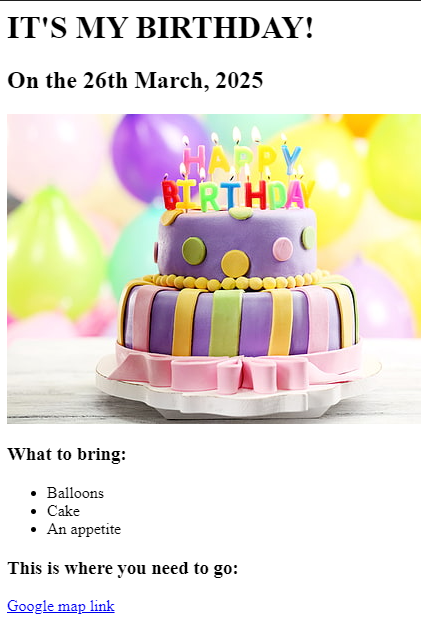 IT'S MY BIRTHDAY!
On the 26th March, 2025
HAPPY
BIRTHDAY
What to bring:
Balloons
Cake
An appetite
This is where you need to go:
Google map link